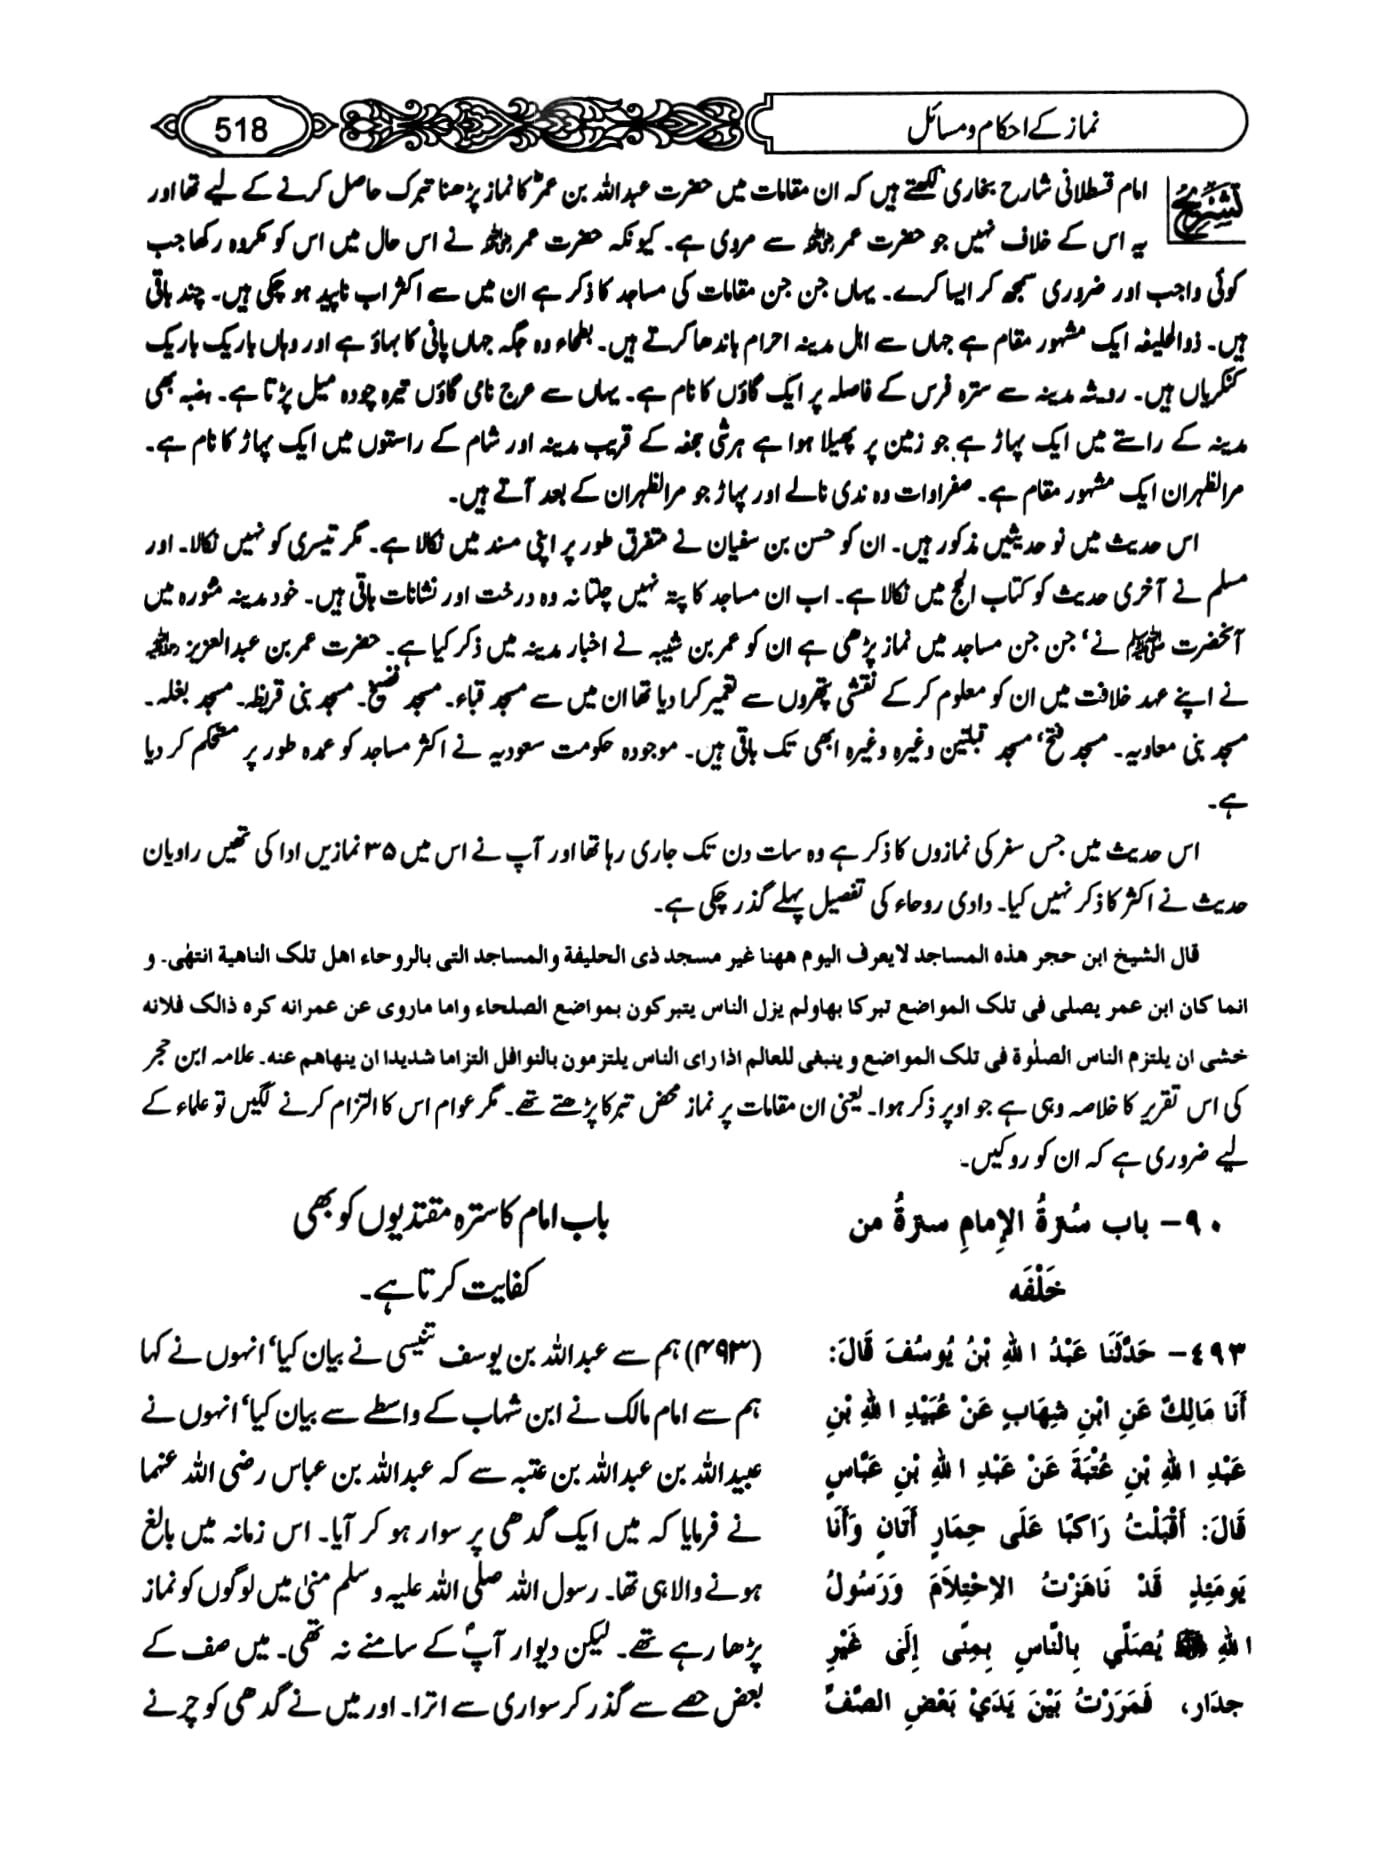 نماز کے احکام و مسائل
518
تشریح
امام قسطلانی شارح بخاری لکھتے ہیں کہ ان مقامات میں حضرت عبداللہ بن عمرؓ کا نماز پڑھنا تبرک حاصل کرنے کے لیے تھا اور
یہ اس کے خلاف نہیں جو حضرت عمر رضی اللہ عنہ سے مروی ہے۔ کیونکہ حضرت عمر رضی اللہ عنہ نے اس حال میں اس کو مکروہ رکھا جب
کوئی واجب اور ضروری سمجھ کر ایسا کرے۔ یہاں جن جن مقامات کی مساجد کا ذکر ہے ان میں سے اکثر اب ناپید ہو چکی ہیں۔ چند باقی
ہیں۔ ذوالحلیفہ ایک مشہور مقام ہے جہاں سے اہل مدینہ احرام باندھا کرتے ہیں۔ بطحاء وہ جگہ جہاں پانی کا بہاؤ ہے اور وہاں باریک باریک
کنکریاں ہیں۔ رویثہ مدینہ سے سترہ فرسخ کے فاصلہ پر ایک گاؤں کا نام ہے۔ یہاں سے عرج نامی گاؤں تیرہ چودہ میل پڑتا ہے۔ ہضبہ بھی
مدینہ کے راستے میں ایک پہاڑ ہے جو زمین پر پھیلا ہوا ہے ہرشی جحفہ کے قریب مدینہ اور شام کے راستوں میں ایک پہاڑ کا نام ہے۔
مرالظہران ایک مشہور مقام ہے۔ صفراوات وہ ندی نالے اور پہاڑ جو مرالظہران کے بعد آتے ہیں۔
اس حدیث میں نو حدیثیں مذکور ہیں۔ ان کو حسن بن سفیان نے متفرق طور پر اپنی مسند میں نکالا ہے۔ مگر تیسری کو نہیں نکالا۔ اور
مسلم نے آخری حدیث کو کتاب الحج میں نکالا ہے۔ اب ان مساجد کا پتہ نہیں چلتا نہ وہ درخت اور نشانات باقی ہیں۔ خود مدینہ منورہ میں
آنحضرت ﷺ نے، جن جن مساجد میں نماز پڑھی ہے ان کو عمر بن شیبہ نے اخبار مدینہ میں ذکر کیا ہے۔ حضرت عمر بن عبدالعزیز رحمہ اللہ
نے اپنے عہد خلافت میں ان کو معلوم کر کے نقشی پتھروں سے تعمیر کرا دیا تھا ان میں سے مسجد قباء۔ مسجد فضیخ۔ مسجد بنی قریظہ۔ مسجد بغلہ۔
مسجد بنی معاویہ۔ مسجد فتح، مسجد قبلتین وغیرہ وغیرہ ابھی تک باقی ہیں۔ موجودہ حکومت سعودیہ نے اکثر مساجد کو عمدہ طور پر مستحکم کر دیا
ہے۔
اس حدیث میں جس سفر کی نمازوں کا ذکر ہے وہ سات دن تک جاری رہا تھا اور آپ نے اس میں ۳۵ نمازیں ادا کی تھیں راویان
حدیث نے اکثر کا ذکر نہیں کیا۔ وادی روحاء کی تفصیل پہلے گذر چکی ہے۔
قال الشیخ ابن حجر هذه المساجد لایعرف الیوم ههنا غیر مسجد ذی الحلیفة والمساجد التی بالروحاء اهل تلک الناهیة انتهٰی۔ و
انما کان ابن عمر یصلی فی تلک المواضع تبرکا بهاولم یزل الناس یتبرکون بمواضع الصلحاء واما ماروی عن عمرانه کره ذالک فلانه
خشی ان یلتزم الناس الصلٰوة فی تلک المواضع و ینبغی للعالم اذا رای الناس یلتزمون بالنوافل التزاما شدیدا ان ینهاهم عنه۔ علامہ ابن حجر
کی اس تقریر کا خلاصہ وہی ہے جو اوپر ذکر ہوا۔ یعنی ان مقامات پر نماز محض تبرکا پڑھتے تھے۔ مگر عوام اس کا التزام کرنے لگیں تو علماء کے
لیے ضروری ہے کہ ان کو روکیں۔
۹۰- باب سُترةُ الإِمامِ سترةُ من
خَلْفَه
باب امام کا سترہ مقتدیوں کو بھی
کفایت کرتا ہے۔
٤٩٣- حَدَّثَنَا عَبْدُ اللهِ بْنُ يُوسُفَ قَالَ:
أَنَا مَالِكٌ عَنِ ابْنِ شِهَابٍ عَنْ عُبَيْدِ اللهِ بْنِ
عَبْدِ اللهِ بْنِ عُتْبَةَ عَنْ عَبْدِ اللهِ بْنِ عَبَّاسٍ
قَالَ: أَقْبَلْتُ رَاكِبًا عَلَى حِمَارٍ أَتَانٍ وَأَنَا
يَومَئِذٍ قَدْ نَاهَزْتُ الاِحْتِلاَمَ وَرَسُولُ
اللهِ ﷺ يُصَلِّي بِالنَّاسِ بِمِنًى إِلَى غَيْرِ
جِدَارٍ، فَمَرَرْتُ بَيْنَ يَدَيْ بَعْضِ الصَّفِّ
(۴۹۳) ہم سے عبداللہ بن یوسف تنیسی نے بیان کیا، انہوں نے کہا
ہم سے امام مالک نے ابن شہاب کے واسطے سے بیان کیا، انہوں نے
عبیداللہ بن عبداللہ بن عتبہ سے کہ عبداللہ بن عباس رضی اللہ عنہما
نے فرمایا کہ میں ایک گدھی پر سوار ہو کر آیا۔ اس زمانہ میں بالغ
ہونے والا ہی تھا۔ رسول اللہ صلی اللہ علیہ وسلم منیٰ میں لوگوں کو نماز
پڑھا رہے تھے۔ لیکن دیوار آپؐ کے سامنے نہ تھی۔ میں صف کے
بعض حصے سے گذر کر سواری سے اترا۔ اور میں نے گدھی کو چرنے